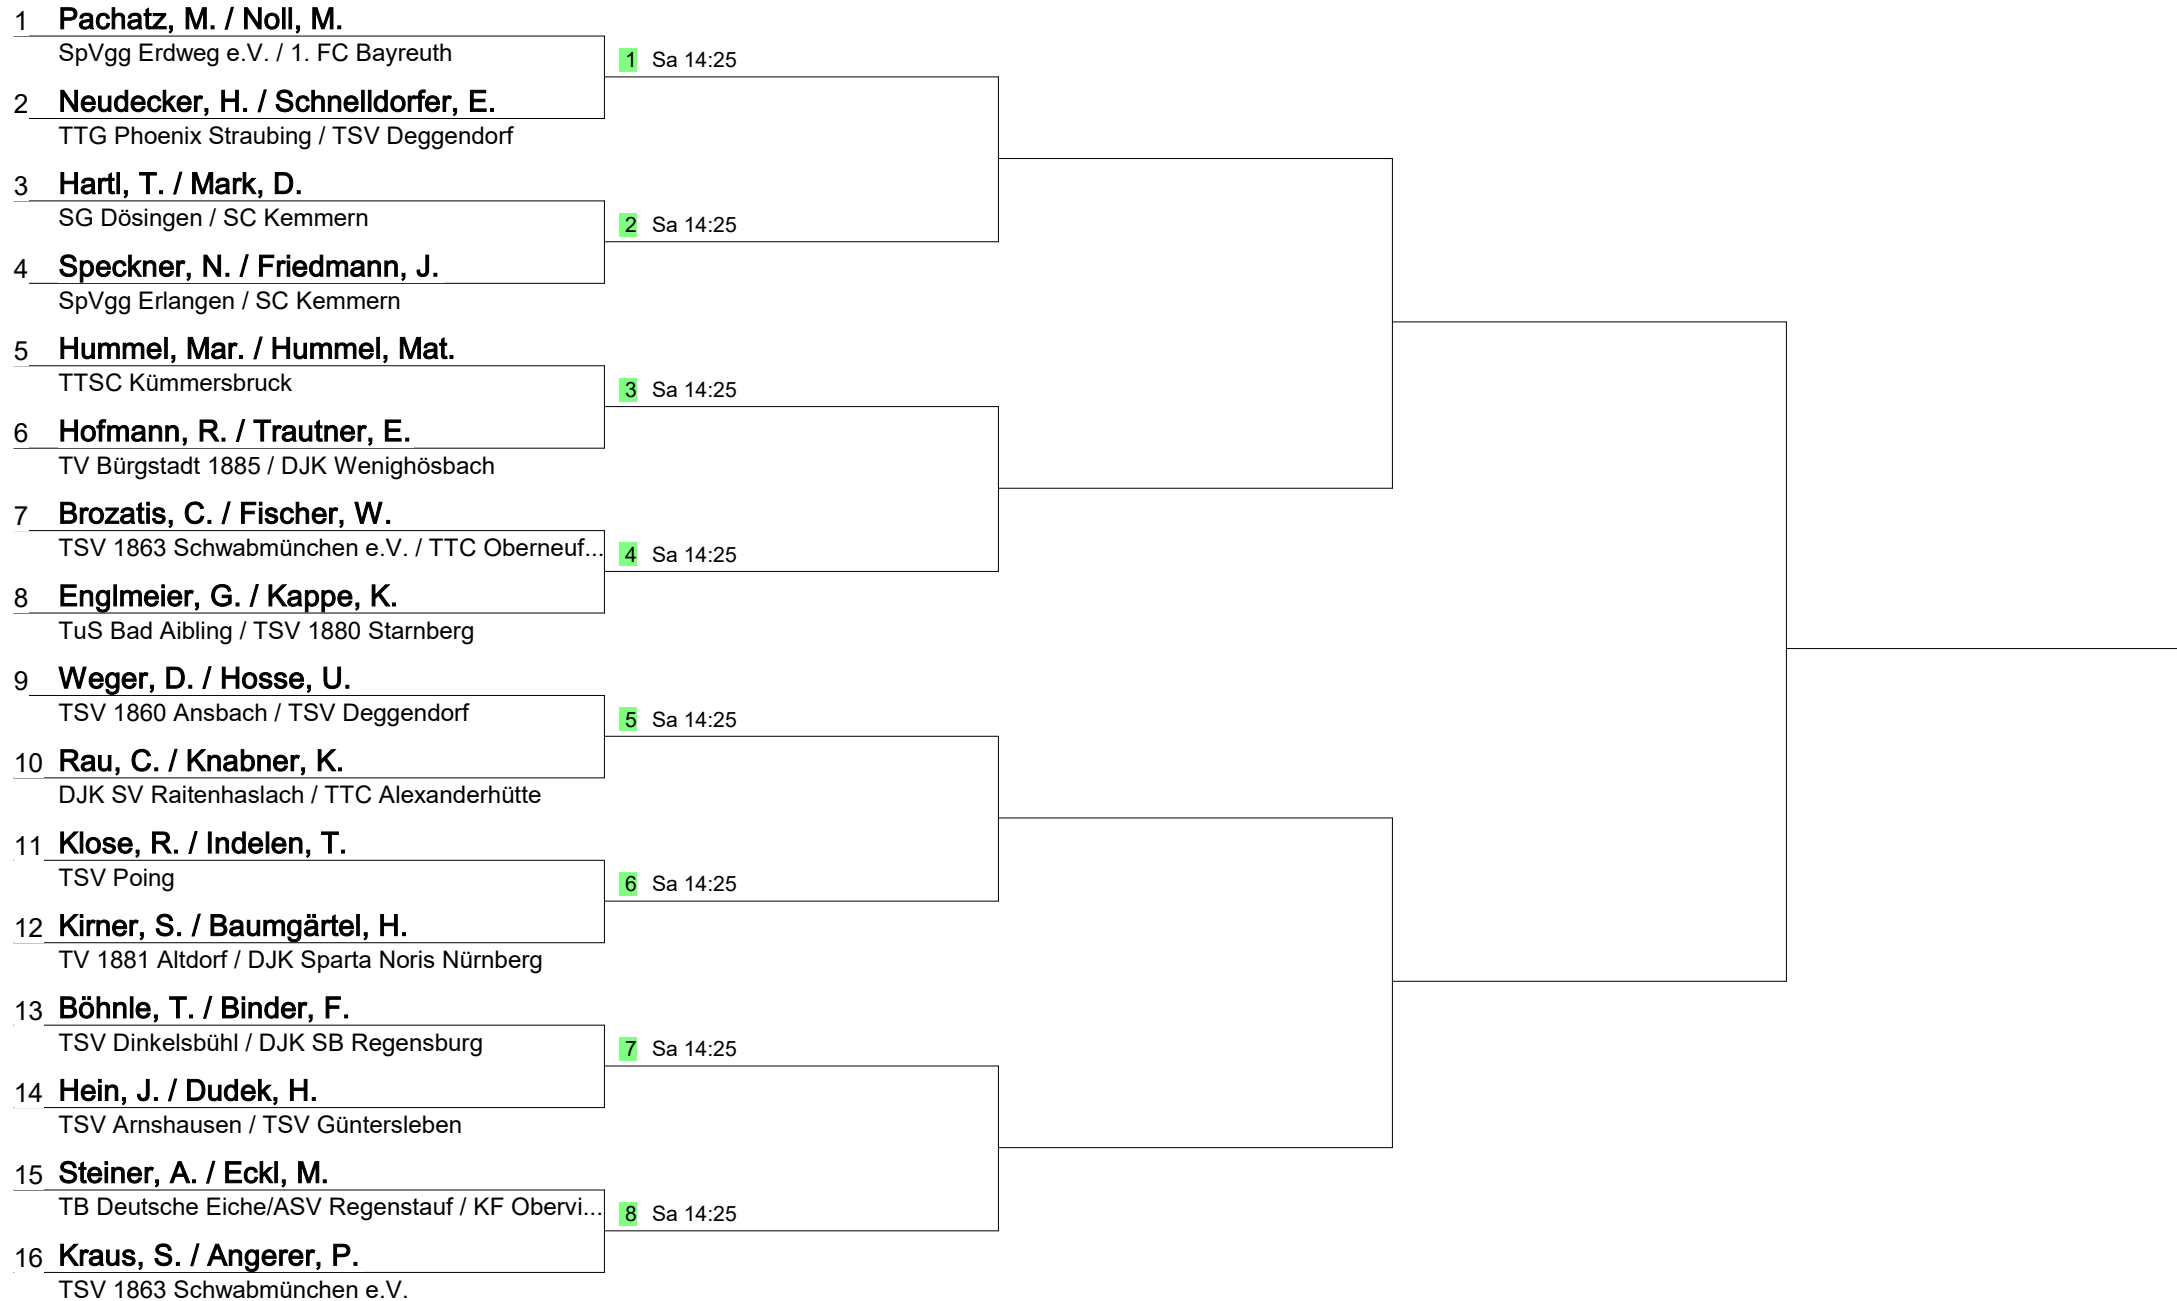 1 Pachatz, M. / Noll, M.
SpVgg Erdweg e.V. / 1. FC Bayreuth
1 Sa 14:25
2 Neudecker, H. / Schnelldorfer, E.
TTG Phoenix Straubing / TSV Deggendorf
3 Hartl, T. / Mark, D.
SG Dösingen / SC Kemmern
2 Sa 14:25
4 Speckner, N. / Friedmann, J.
SpVgg Erlangen / SC Kemmern
5 Hummel, Mar. / Hummel, Mat.
TTSC Kümmersbruck
3 Sa 14:25
6 Hofmann, R. / Trautner, E.
TV Bürgstadt 1885 / DJK Wenighösbach
7 Brozatis, C. / Fischer, W.
TSV 1863 Schwabmünchen e.V. / TTC Oberneuf...
4 Sa 14:25
8 Englmeier, G. / Kappe, K.
TuS Bad Aibling / TSV 1880 Starnberg
9 Weger, D. / Hosse, U.
TSV 1860 Ansbach / TSV Deggendorf
5 Sa 14:25
10 Rau, C. / Knabner, K.
DJK SV Raitenhaslach / TTC Alexanderhütte
11 Klose, R. / Indelen, T.
TSV Poing
6 Sa 14:25
12 Kirner, S. / Baumgärtel, H.
TV 1881 Altdorf / DJK Sparta Noris Nürnberg
13 Böhnle, T. / Binder, F.
TSV Dinkelsbühl / DJK SB Regensburg
7 Sa 14:25
14 Hein, J. / Dudek, H.
TSV Arnshausen / TSV Güntersleben
15 Steiner, A. / Eckl, M.
TB Deutsche Eiche/ASV Regenstauf / KF Obervi...
8 Sa 14:25
16 Kraus, S. / Angerer, P.
TSV 1863 Schwabmünchen e.V.